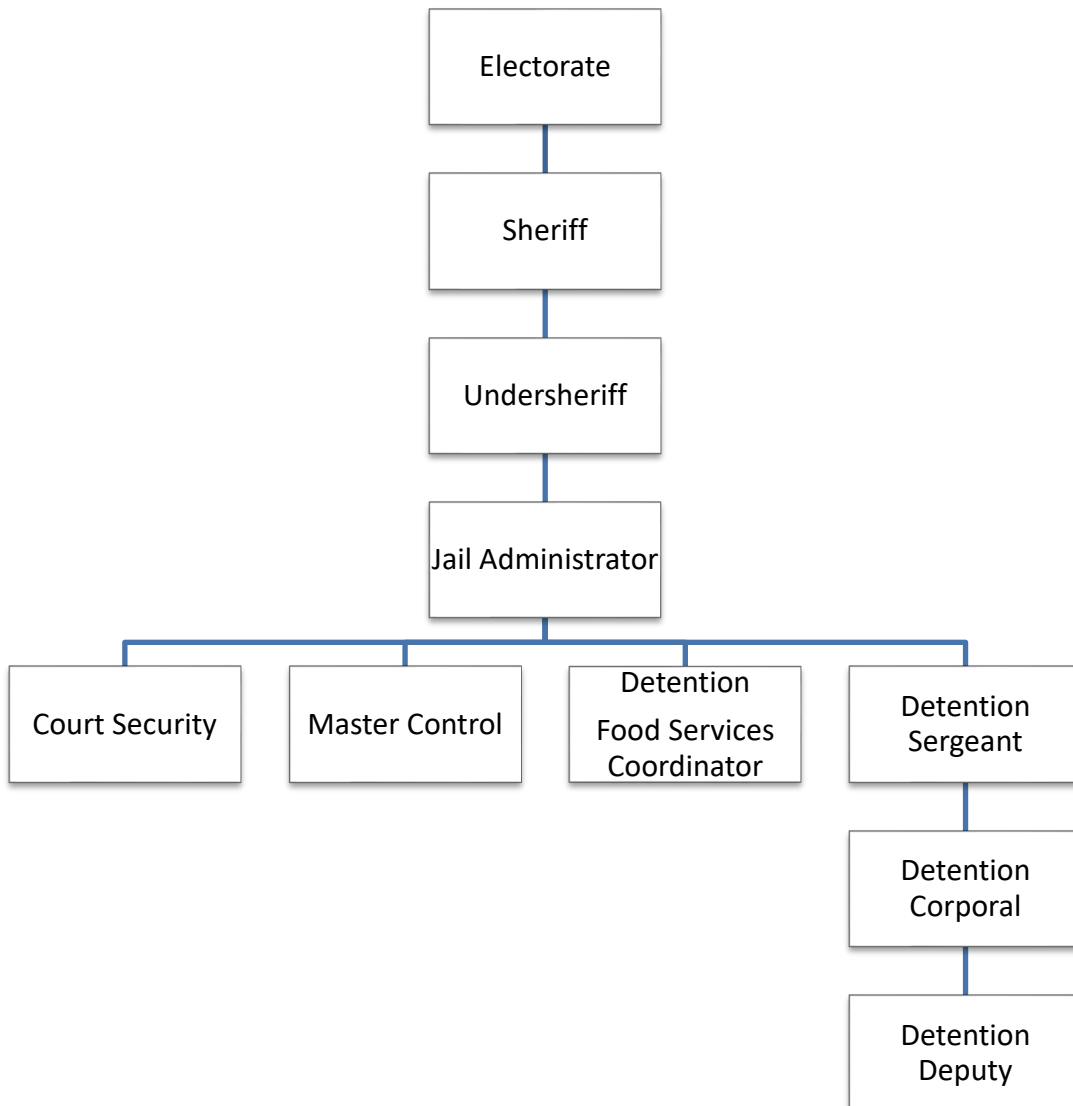 Electorate
Sheriff
Undersheriff
Jail Administrator
Court Security
Master Control
Detention
Food Services
Coordinator
Detention
Sergeant
Detention
Corporal
Detention
Deputy